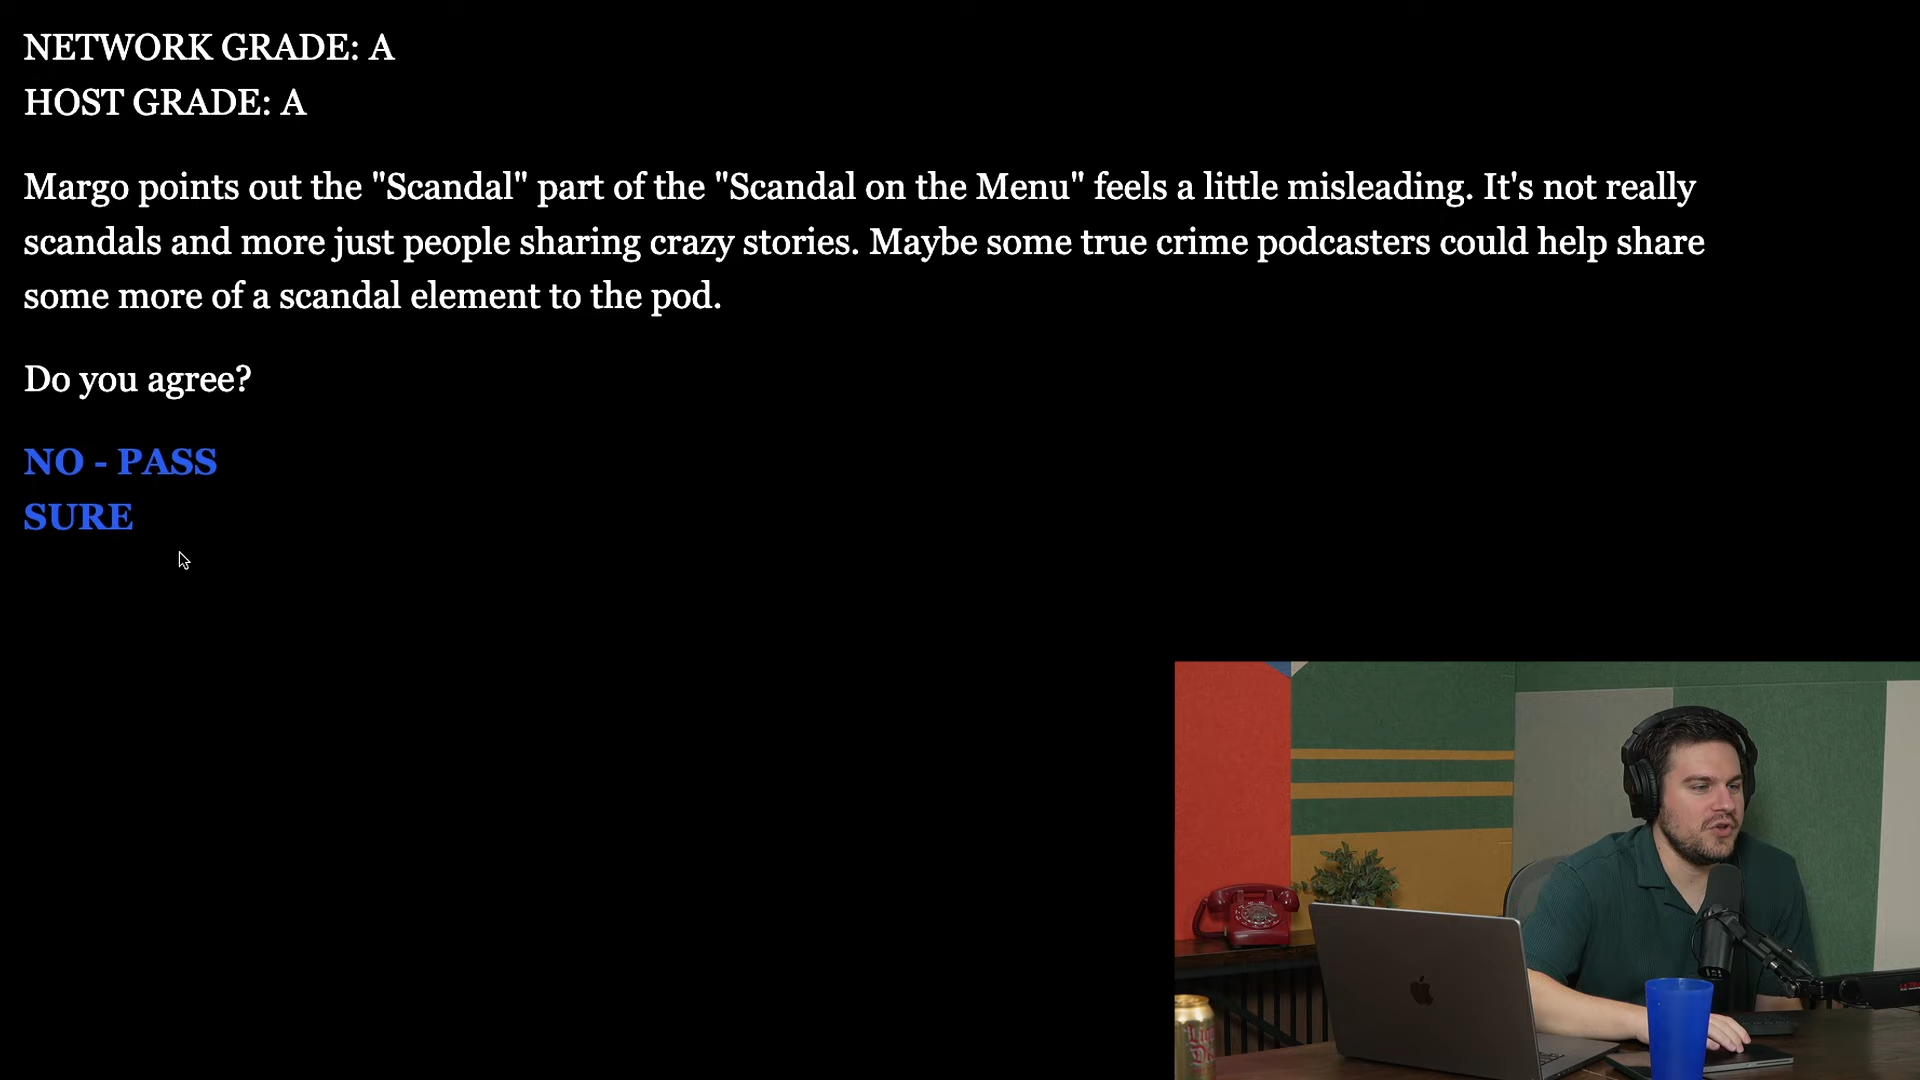 NETWORK GRADE: A
HOST GRADE: A
Margo points out the "Scandal" part of the "Scandal on the Menu" feels a little misleading. It's not really
scandals and more just people sharing crazy stories. Maybe some true crime podcasters could help share
some more of a scandal element to the pod.
Do you agree?
NO - PASS
SURE